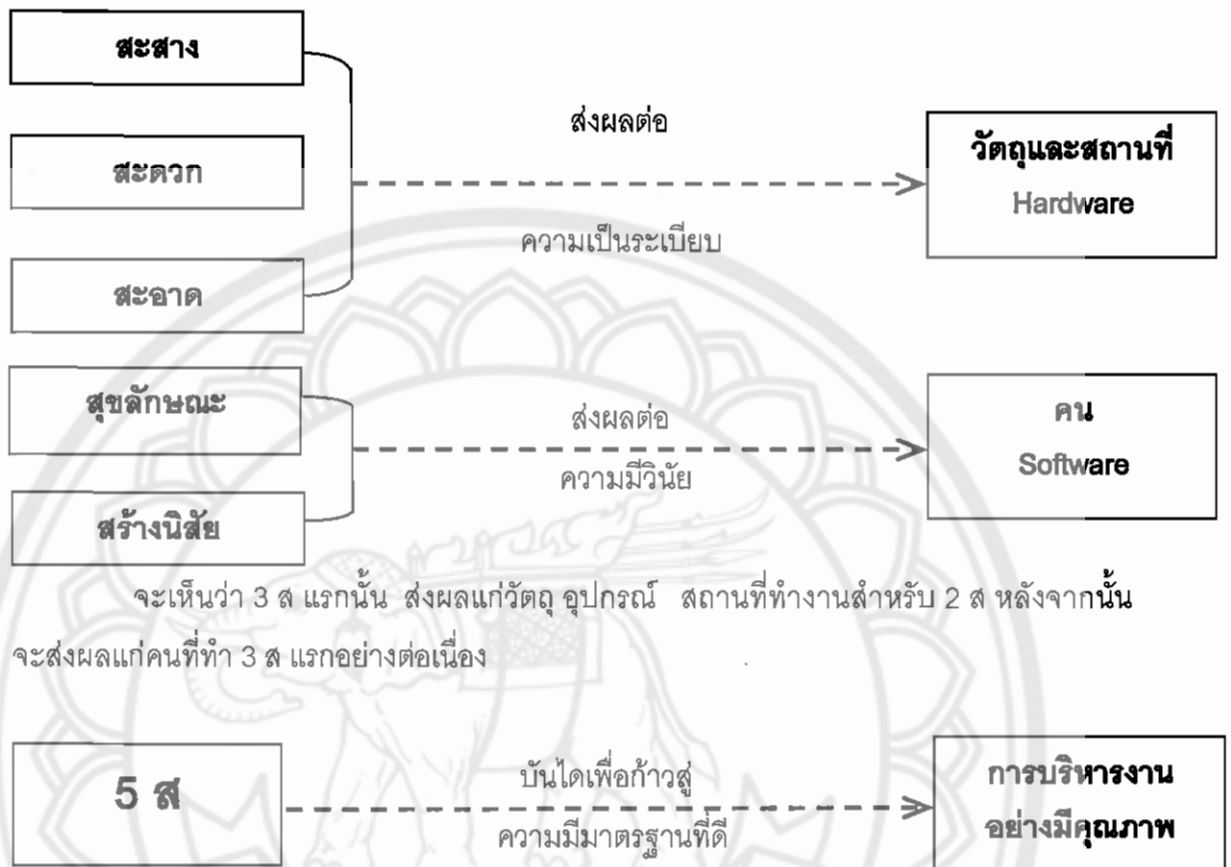 สะสาง
สะดวก
สะอาด
ส่งผลต่อ
ความเป็นระเบียบ
วัตถุและสถานที่
Hardware
สุขลักษณะ
สร้างนิสัย
ส่งผลต่อ
ความมีวินัย
คน
Software
จะเห็นว่า 3 ส แรกนั้น ส่งผลแก่วัตถุ อุปกรณ์ สถานที่ทำงานสำหรับ 2 ส หลังจากนั้น
จะส่งผลแก่คนที่ทำ 3 ส แรกอย่างต่อเนื่อง
5 ส
บันไดเพื่อก้าวสู่
ความมีมาตรฐานที่ดี
การบริหารงาน
อย่างมีคุณภาพ